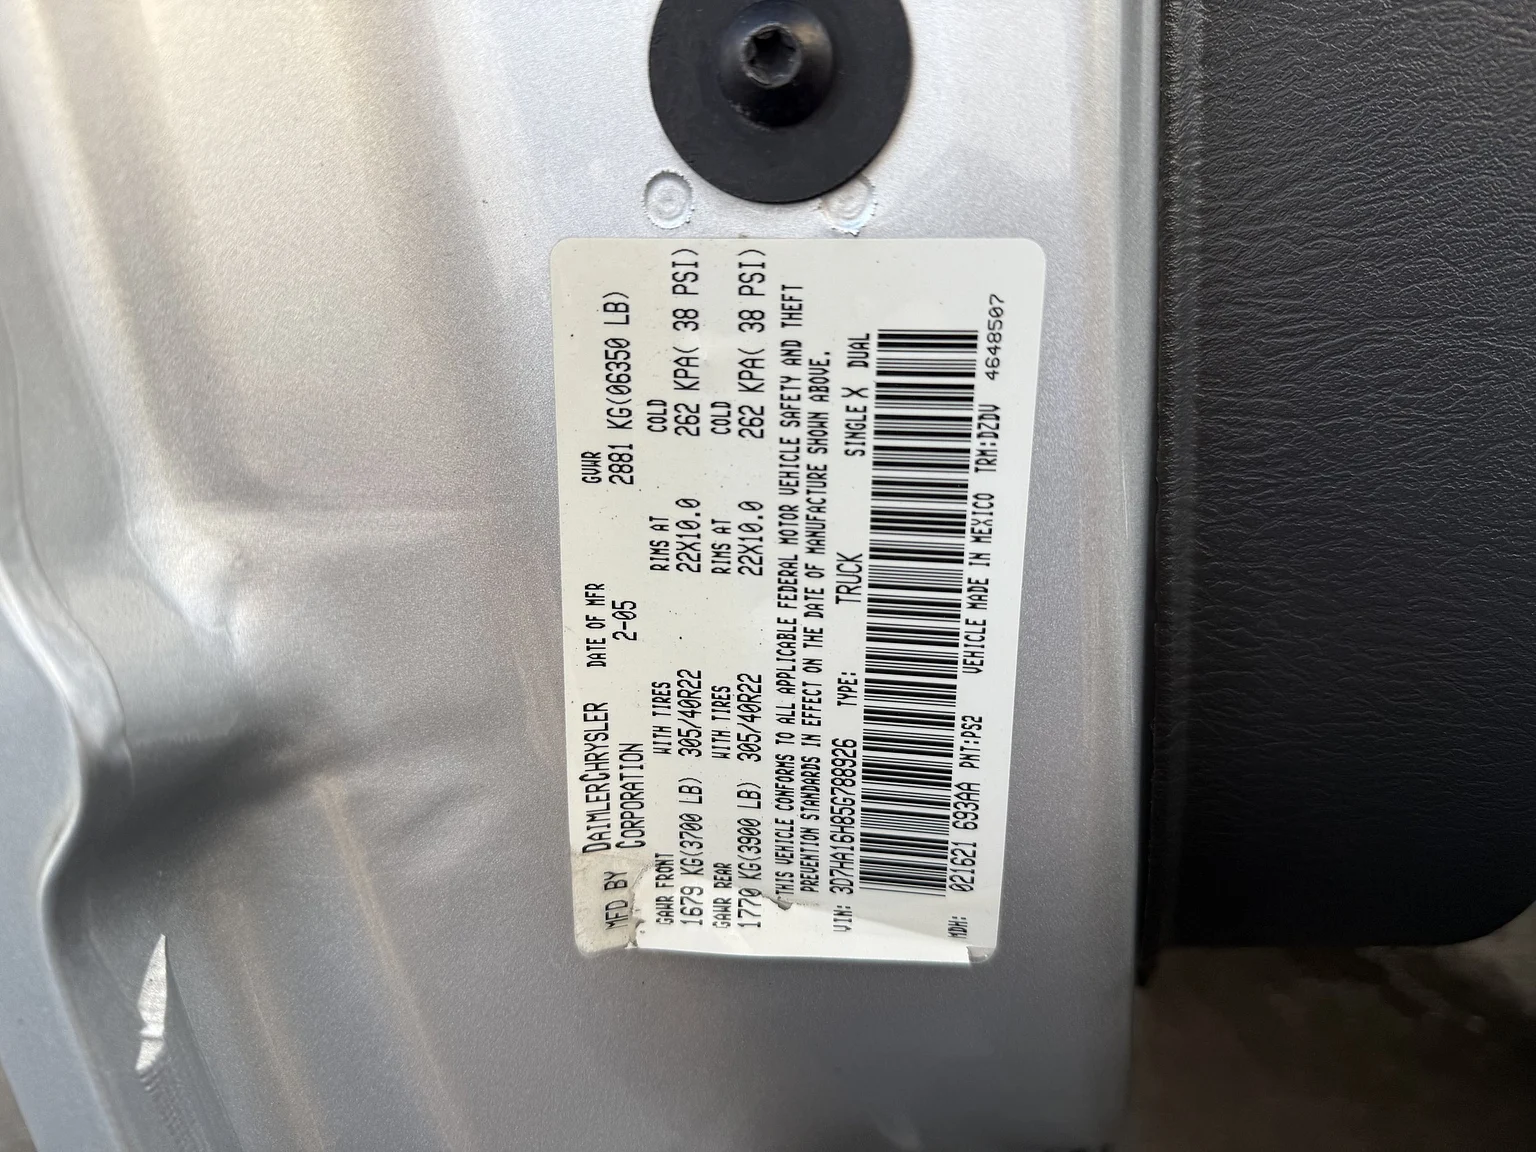 MFD BY DAIMLERCHRYSLER DATE OF MFR GVWR
CORPORATION 2-05 2881 KG(06350 LB)
GAWR FRONT WITH TIRES RIMS AT COLD
1679 KG(3700 LB) 305/40R22 22X10.0 262 KPA( 38 PSI)
GAWR REAR WITH TIRES RIMS AT COLD
1770 KG(3900 LB) 305/40R22 22X10.0 262 KPA( 38 PSI)
THIS VEHICLE CONFORMS TO ALL APPLICABLE FEDERAL MOTOR VEHICLE SAFETY AND THEFT
PREVENTION STANDARDS IN EFFECT ON THE DATE OF MANUFACTURE SHOWN ABOVE.
VIN: 3D7HA16H85G788926 TYPE: TRUCK SINGLE X DUAL
MDH: 021621 693AA PNT:PS2 VEHICLE MADE IN MEXICO TRM:DZDV 4648507